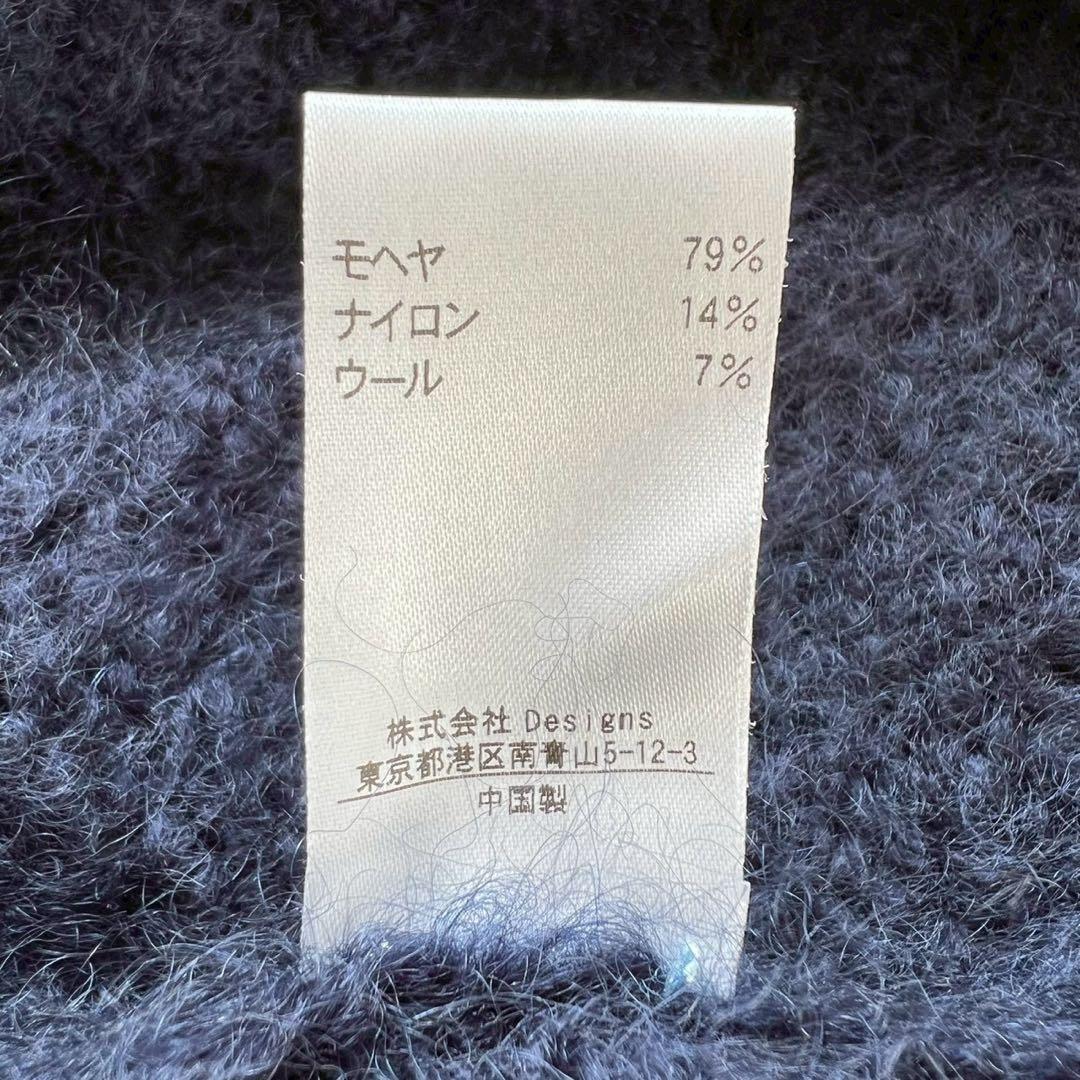 モヘヤ 79%
ナイロン 14%
ウール 7%
株式会社 Designs
東京都港区南青山5-12-3
中国製